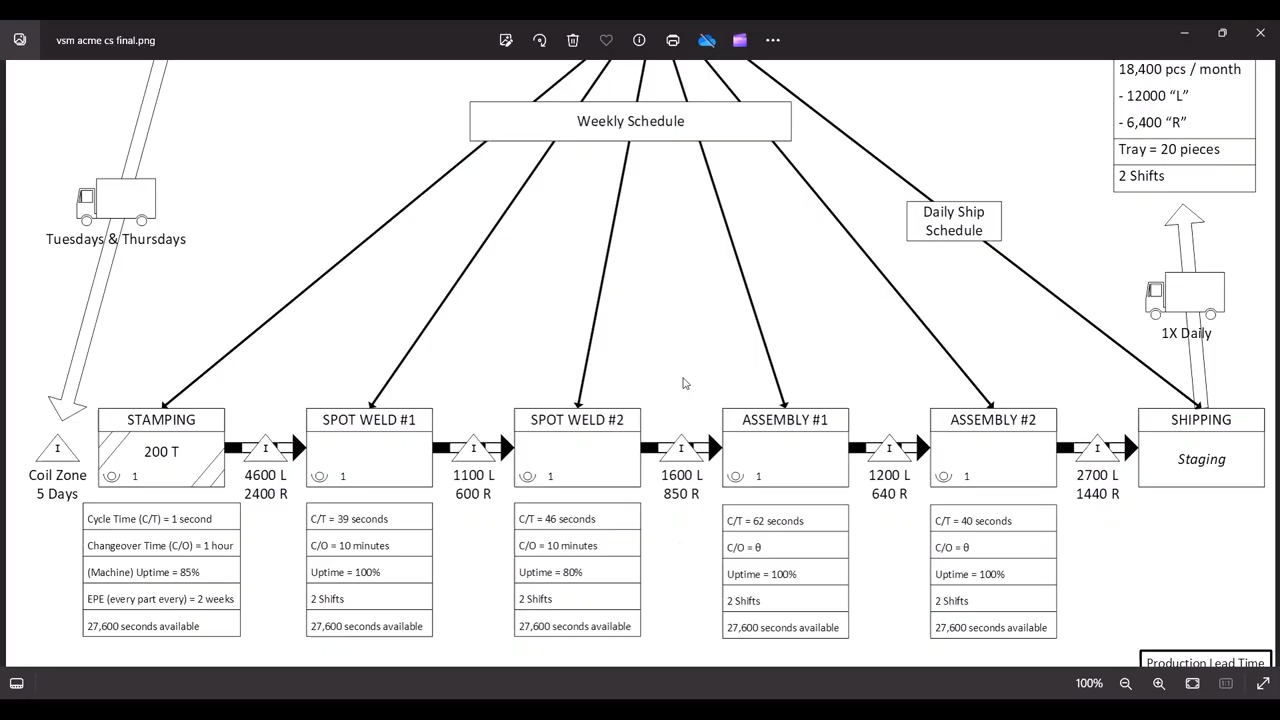 vsm acme cs final.png
18,400 pcs / month
- 12000 “L”
- 6,400 “R”
Tray = 20 pieces
2 Shifts
Weekly Schedule
Tuesdays & Thursdays
Daily Ship
Schedule
1X Daily
STAMPING
200 T
1
SPOT WELD #1
1
SPOT WELD #2
1
ASSEMBLY #1
1
ASSEMBLY #2
1
SHIPPING
Staging
I
Coil Zone
5 Days
I
4600 L
2400 R
I
1100 L
600 R
I
1600 L
850 R
I
1200 L
640 R
I
2700 L
1440 R
Cycle Time (C/T) = 1 second
Changeover Time (C/O) = 1 hour
(Machine) Uptime = 85%
EPE (every part every) = 2 weeks
27,600 seconds available
C/T = 39 seconds
C/O = 10 minutes
Uptime = 100%
2 Shifts
27,600 seconds available
C/T = 46 seconds
C/O = 10 minutes
Uptime = 80%
2 Shifts
27,600 seconds available
C/T = 62 seconds
C/O = θ
Uptime = 100%
2 Shifts
27,600 seconds available
C/T = 40 seconds
C/O = θ
Uptime = 100%
2 Shifts
27,600 seconds available
Production Lead Time
100%
1:1